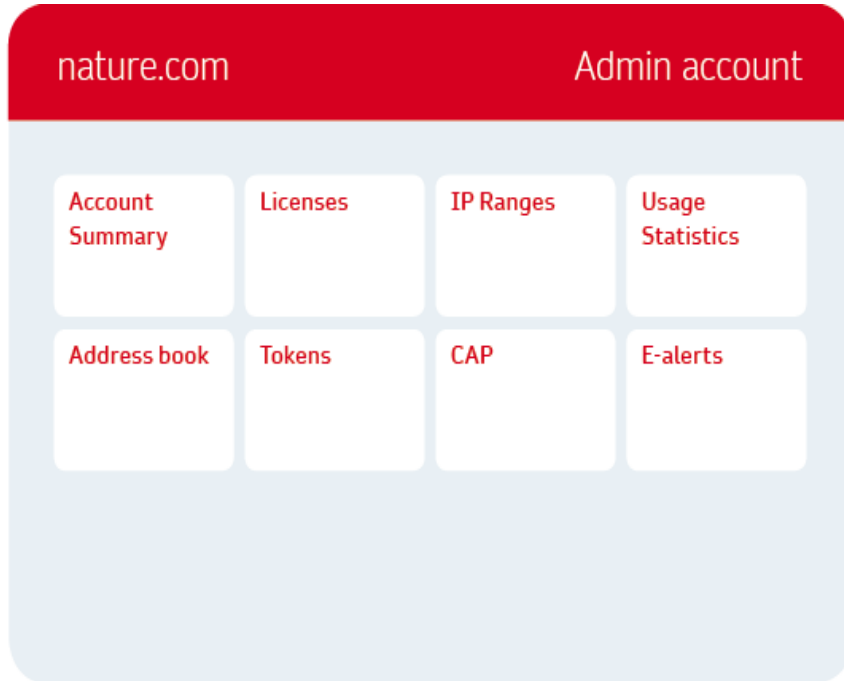 nature.com Admin account
Account Summary
Licenses
IP Ranges
Usage Statistics
Address book
Tokens
CAP
E-alerts